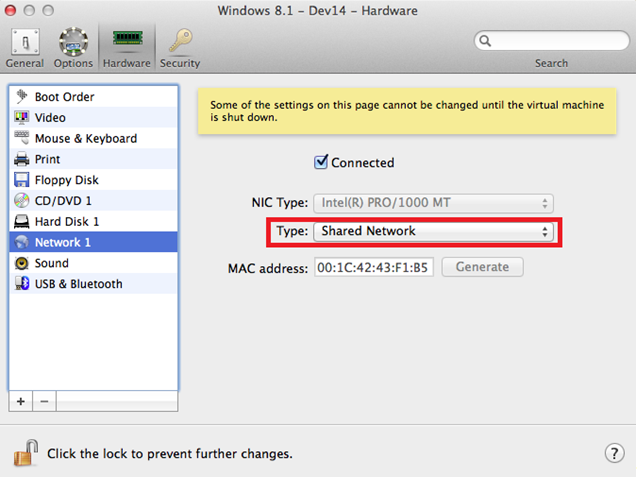 Windows 8.1 - Dev14 - Hardware
General
Options
Hardware
Security
Search
Boot Order
Video
Mouse & Keyboard
Print
Floppy Disk
CD/DVD 1
Hard Disk 1
Network 1
Sound
USB & Bluetooth
Some of the settings on this page cannot be changed until the virtual machine
is shut down.
Connected
NIC Type: Intel(R) PRO/1000 MT
Type: Shared Network
MAC address: 00:1C:42:43:F1:B5 Generate
+ −
Click the lock to prevent further changes.
?